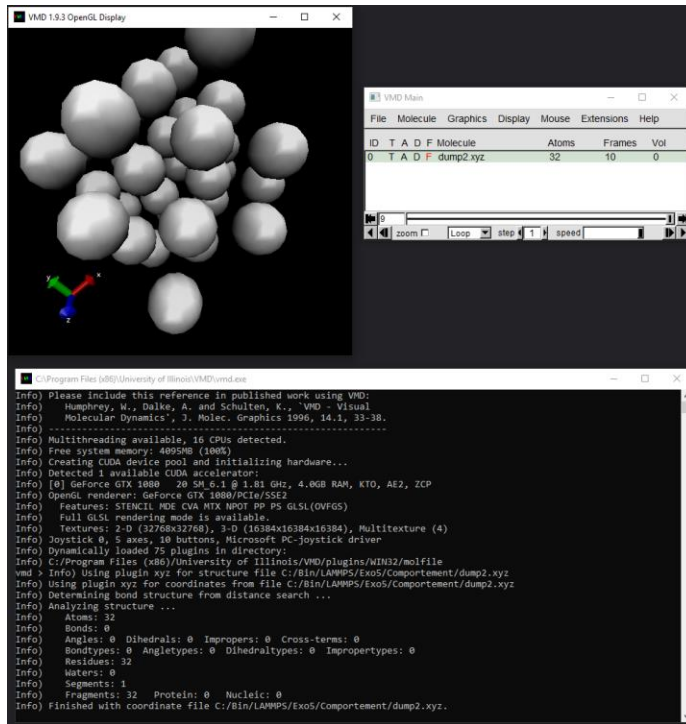 VMD 1.9.3 OpenGL Display
y
x
z
VMD Main
File Molecule Graphics Display Mouse Extensions Help
ID T A D F Molecule Atoms Frames Vol
0 T A D F dump2.xyz 32 10 0
9
zoom Loop step 1 speed
C:\Program Files (x86)\University of Illinois\VMD\vmd.exe
Info) Please include this reference in published work using VMD:
Info) Humphrey, W., Dalke, A. and Schulten, K., `VMD - Visual
Info) Molecular Dynamics', J. Molec. Graphics 1996, 14.1, 33-38.
Info) -------------------------------------------------------------
Info) Multithreading available, 16 CPUs detected.
Info) Free system memory: 4095MB (100%)
Info) Creating CUDA device pool and initializing hardware...
Info) Detected 1 available CUDA accelerator:
Info) [0] GeForce GTX 1080 20 SM_6.1 @ 1.81 GHz, 4.0GB RAM, KTO, AE2, ZCP
Info) OpenGL renderer: GeForce GTX 1080/PCIe/SSE2
Info) Features: STENCIL MDE CVA MTX NPOT PP PS GLSL(OVFGS)
Info) Full GLSL rendering mode is available.
Info) Textures: 2-D (32768x32768), 3-D (16384x16384x16384), Multitexture (4)
Info) Joystick 0, 5 axes, 10 buttons, Microsoft PC-joystick driver
Info) Dynamically loaded 75 plugins in directory:
Info) C:/Program Files (x86)/University of Illinois/VMD/plugins/WIN32/molfile
vmd > Info) Using plugin xyz for structure file C:/Bin/LAMMPS/Exo5/Comportement/dump2.xyz
Info) Using plugin xyz for coordinates from file C:/Bin/LAMMPS/Exo5/Comportement/dump2.xyz
Info) Determining bond structure from distance search ...
Info) Analyzing structure ...
Info) Atoms: 32
Info) Bonds: 0
Info) Angles: 0 Dihedrals: 0 Impropers: 0 Cross-terms: 0
Info) Bondtypes: 0 Angletypes: 0 Dihedraltypes: 0 Impropertypes: 0
Info) Residues: 32
Info) Waters: 0
Info) Segments: 1
Info) Fragments: 32 Protein: 0 Nucleic: 0
Info) Finished with coordinate file C:/Bin/LAMMPS/Exo5/Comportement/dump2.xyz.